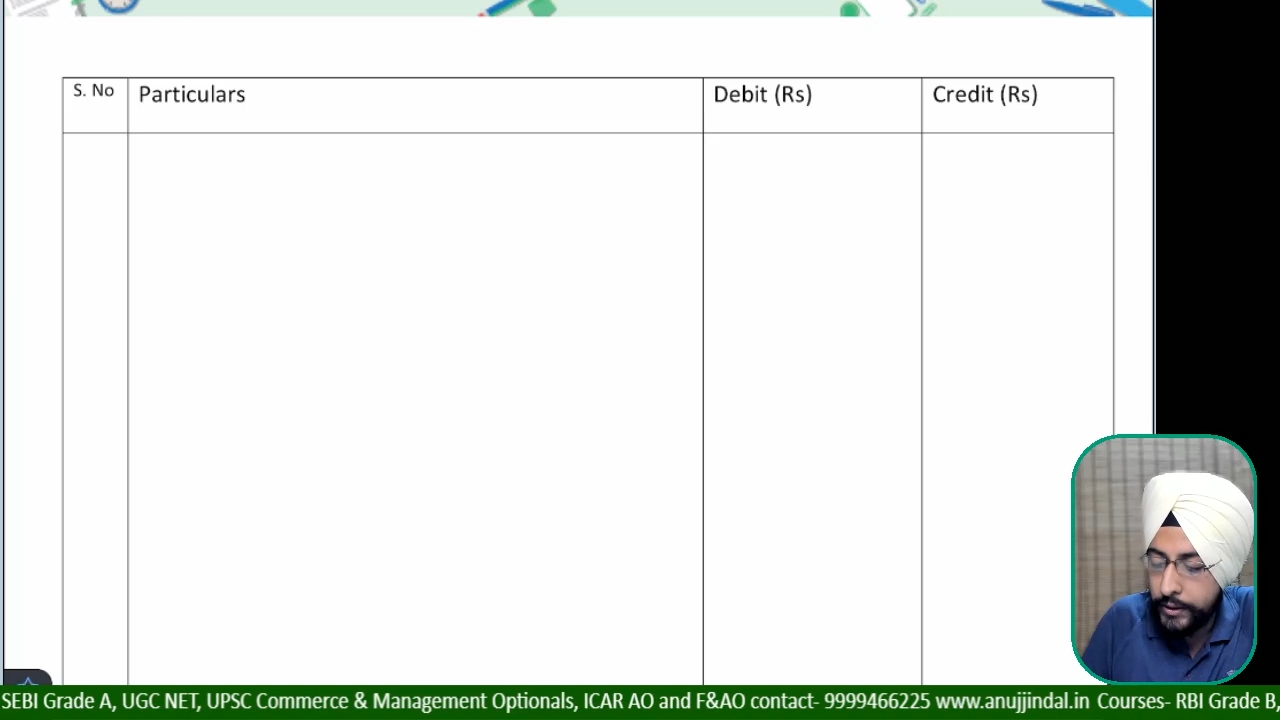 S. No Particulars Debit (Rs) Credit (Rs)
SEBI Grade A, UGC NET, UPSC Commerce & Management Optionals, ICAR AO and F&AO contact- 9999466225 www.anujjindal.in Courses- RBI Grade B,